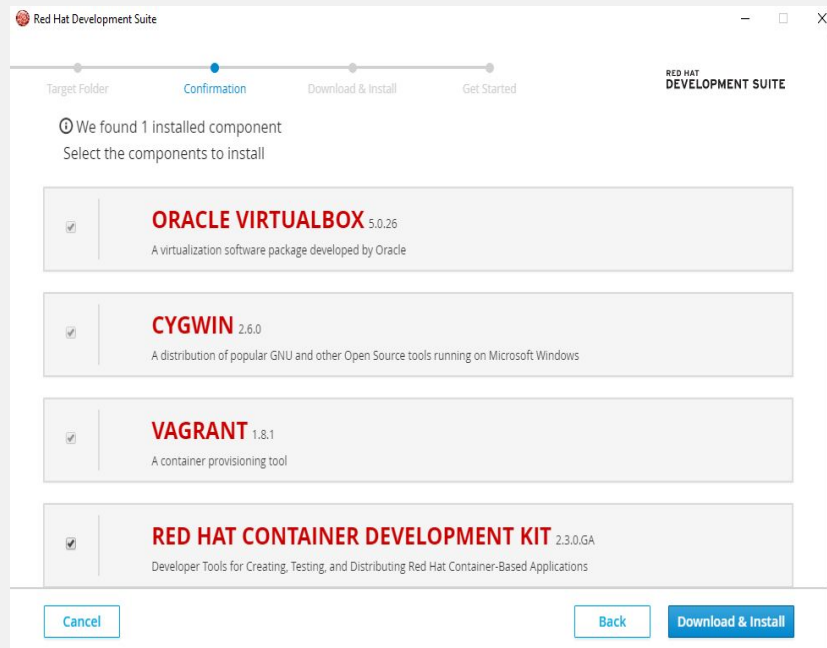 Red Hat Development Suite
Target Folder
Confirmation
Download & Install
Get Started
RED HAT
DEVELOPMENT SUITE
We found 1 installed component
Select the components to install
ORACLE VIRTUALBOX 5.0.26
A virtualization software package developed by Oracle
CYGWIN 2.6.0
A distribution of popular GNU and other Open Source tools running on Microsoft Windows
VAGRANT 1.8.1
A container provisioning tool
RED HAT CONTAINER DEVELOPMENT KIT 2.3.0.GA
Developer Tools for Creating, Testing, and Distributing Red Hat Container-Based Applications
Cancel
Back
Download & Install